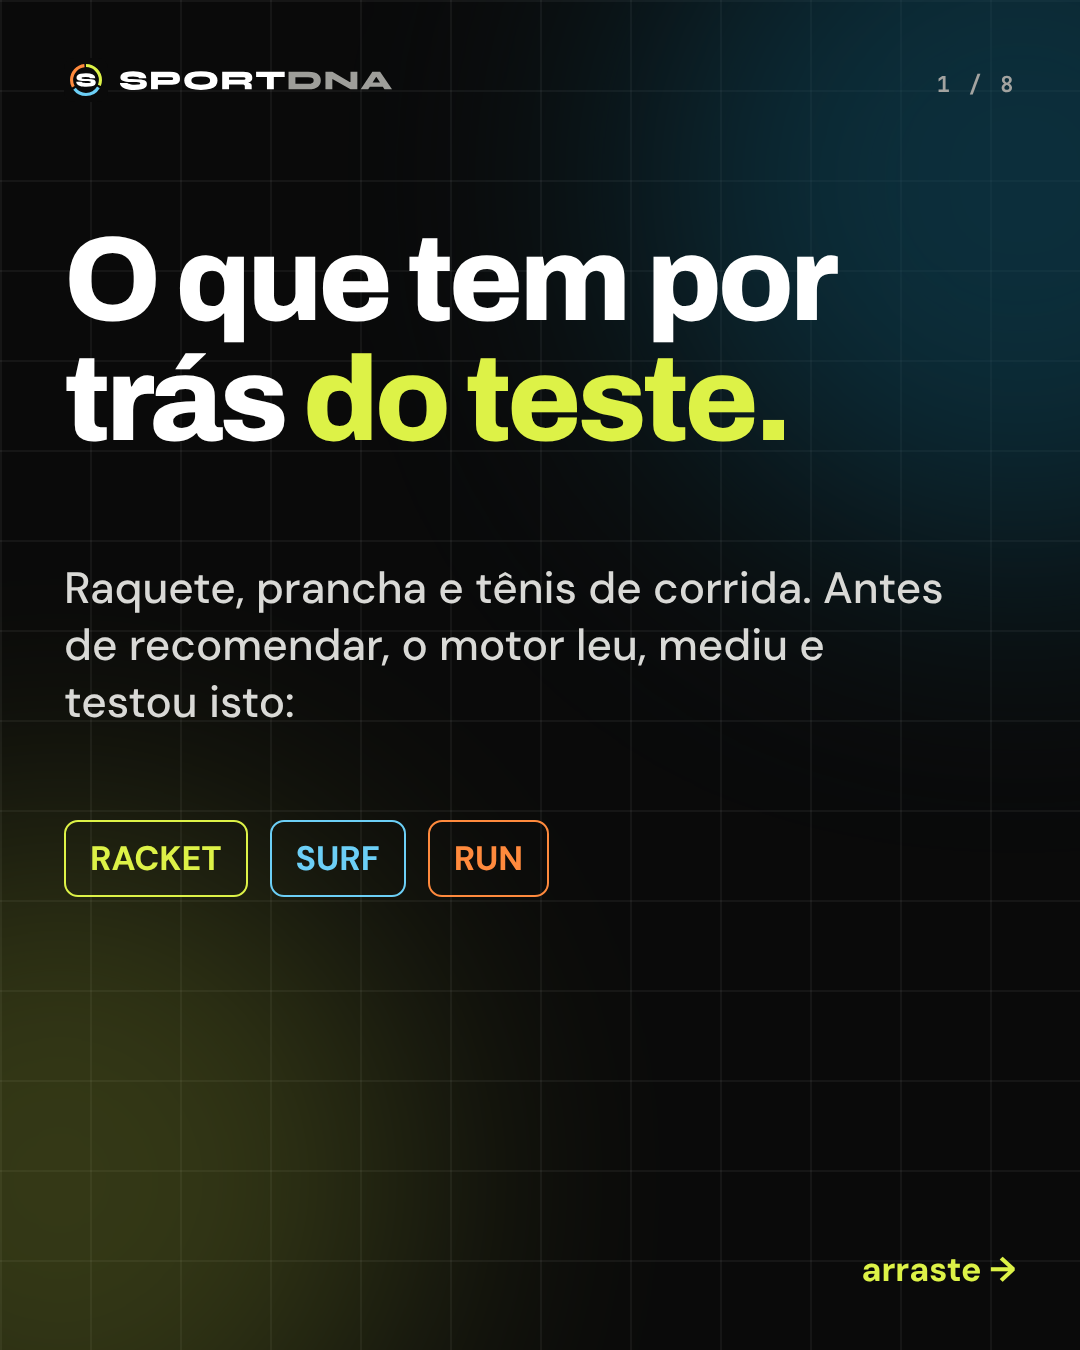 S SPORTDNA
1 / 8
O que tem por
trás do teste.
Raquete, prancha e tênis de corrida. Antes
de recomendar, o motor leu, mediu e
testou isto:
RACKET SURF RUN
arraste →